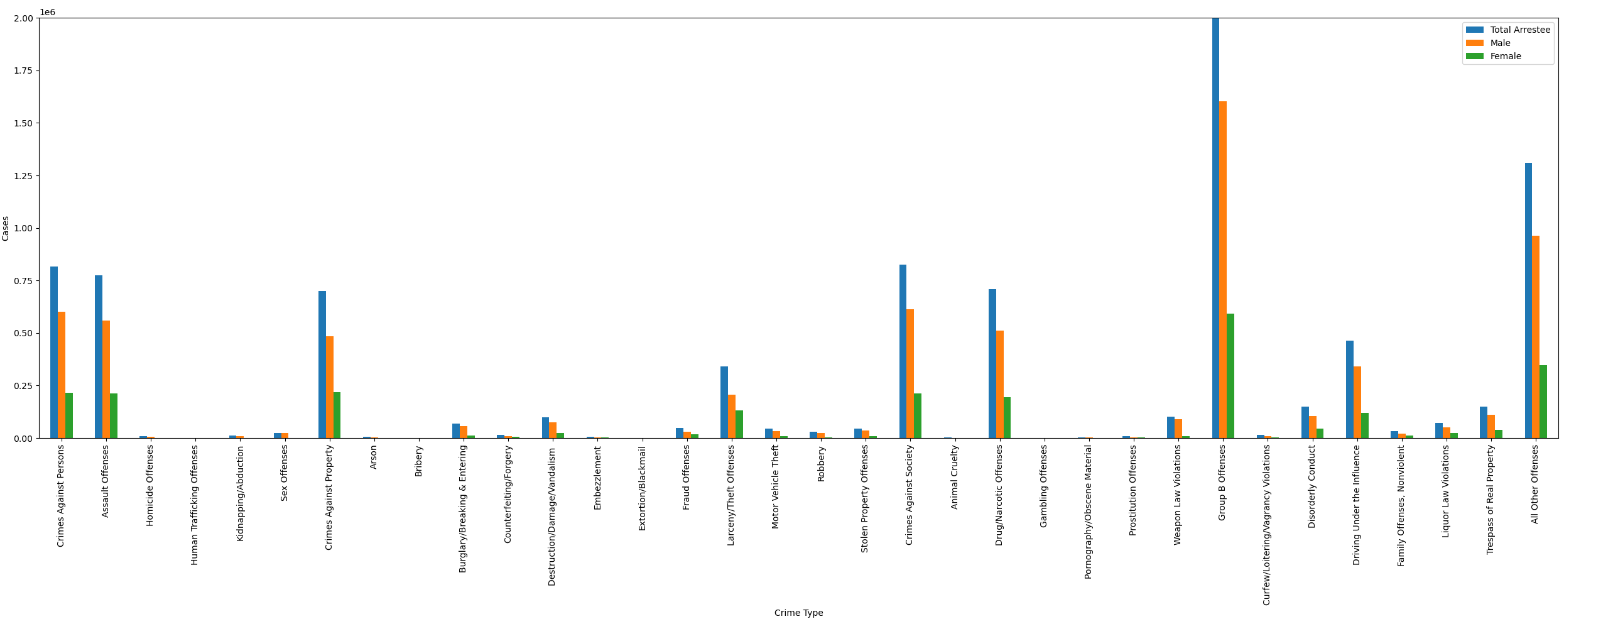 1e6
2.00
1.75
1.50
1.25
1.00
0.75
0.50
0.25
0.00
Cases
Total Arrestee
Male
Female
Crimes Against Persons
Assault Offenses
Homicide Offenses
Human Trafficking Offenses
Kidnapping/Abduction
Sex Offenses
Crimes Against Property
Arson
Bribery
Burglary/Breaking & Entering
Counterfeiting/Forgery
Destruction/Damage/Vandalism
Embezzlement
Extortion/Blackmail
Fraud Offenses
Larceny/Theft Offenses
Motor Vehicle Theft
Robbery
Stolen Property Offenses
Crimes Against Society
Animal Cruelty
Drug/Narcotic Offenses
Gambling Offenses
Pornography/Obscene Material
Prostitution Offenses
Weapon Law Violations
Group B Offenses
Curfew/Loitering/Vagrancy Violations
Disorderly Conduct
Driving Under the Influence
Family Offenses, Nonviolent
Liquor Law Violations
Trespass of Real Property
All Other Offenses
Crime Type